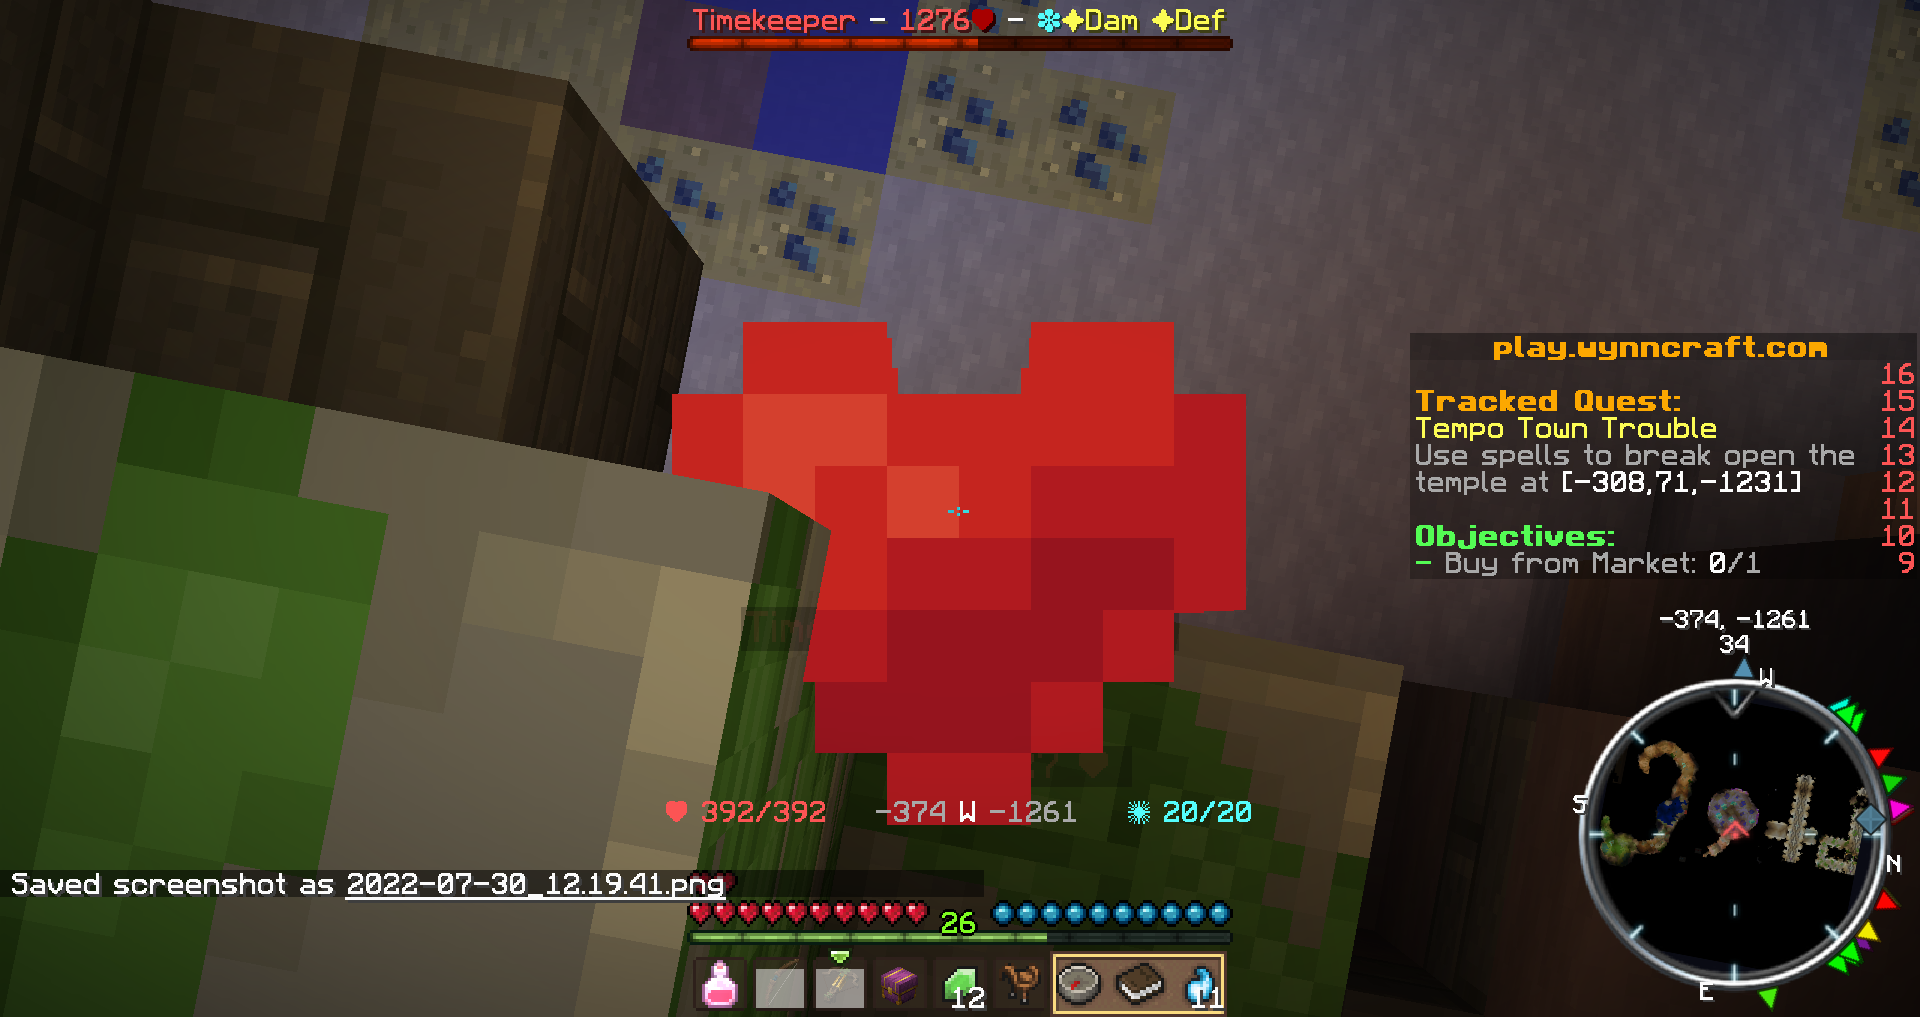 Timekeeper - 1276❤ - ❄✦Dam ✦Def
play.wynncraft.com
16
Tracked Quest: 15
Tempo Town Trouble 14
Use spells to break open the 13
temple at [-308,71,-1231] 12
11
Objectives: 10
- Buy from Market: 0/1 9
-374, -1261
34
W
S
N
E
❤ 392/392 -374 W -1261 20/20
Saved screenshot as 2022-07-30_12.19.41.png
26
12
11